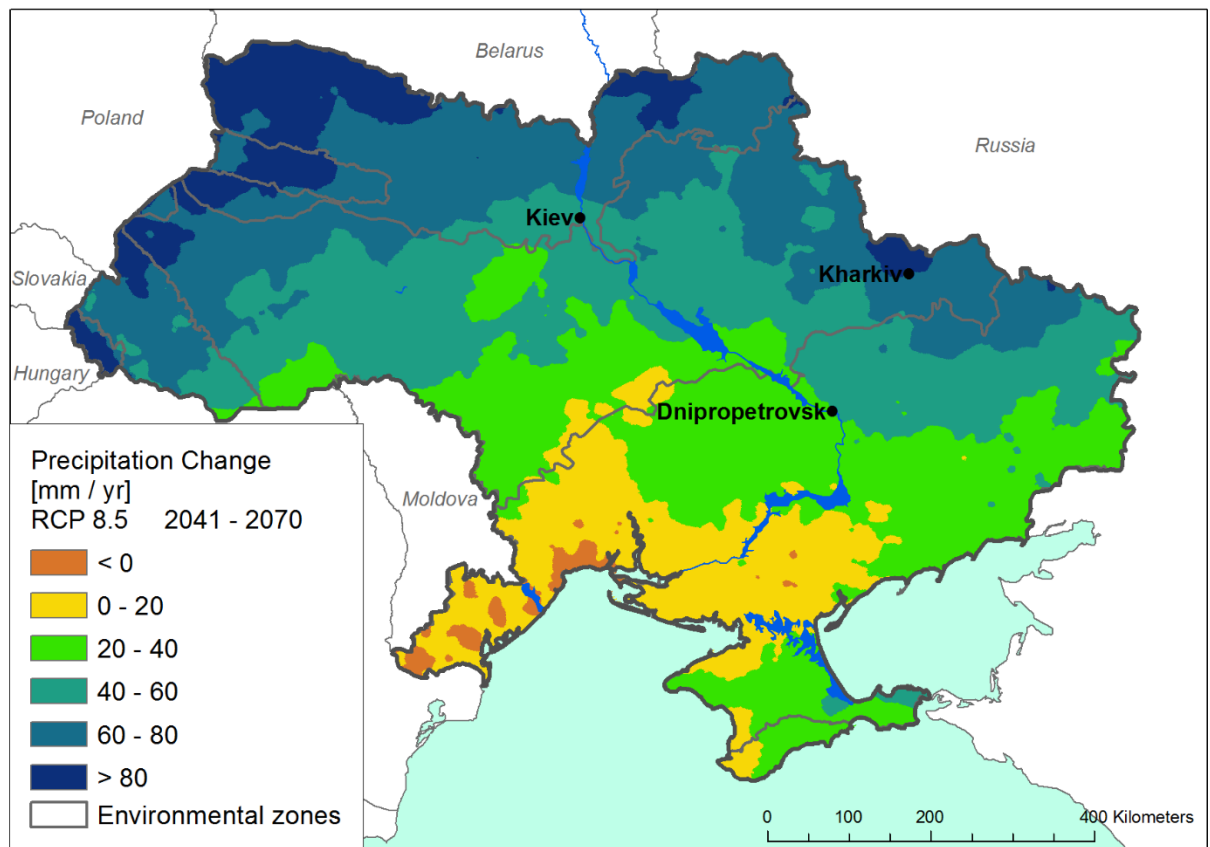 Belarus
Poland
Russia
Kiev
Slovakia
Kharkiv
Hungary
Dnipropetrovsk
Moldova
Precipitation Change
[mm / yr]
RCP 8.5 2041 - 2070
< 0
0 - 20
20 - 40
40 - 60
60 - 80
> 80
Environmental zones
0 100 200 400 Kilometers